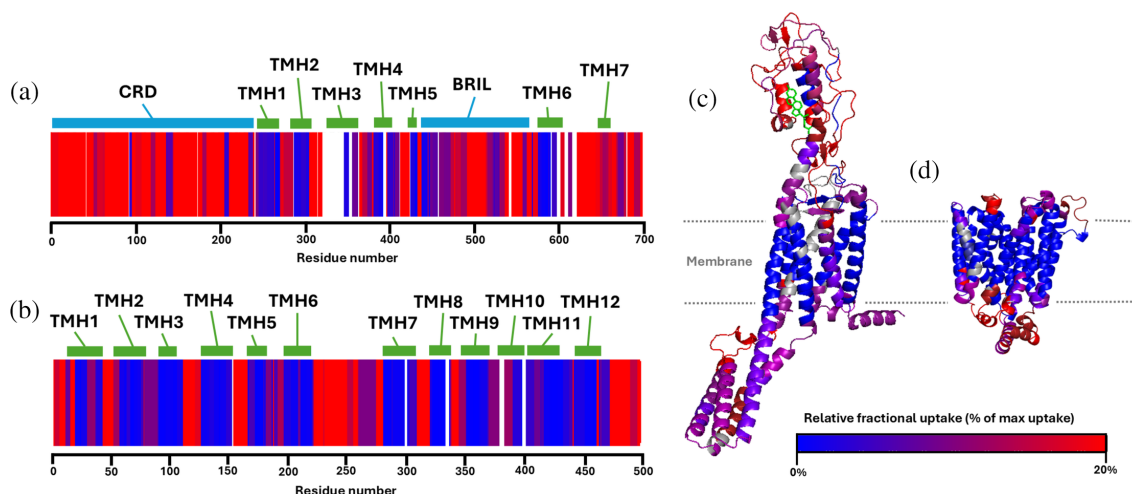 (a)
CRD
TMH1
TMH2
TMH3
TMH4
TMH5
BRIL
TMH6
TMH7
0 100 200 300 400 500 600 700
Residue number
(b)
TMH1
TMH2
TMH3
TMH4
TMH5
TMH6
TMH7
TMH8
TMH9
TMH10
TMH11
TMH12
0 50 100 150 200 250 300 350 400 450 500
Residue number
(c)
(d)
Membrane
Relative fractional uptake (% of max uptake)
0% 20%